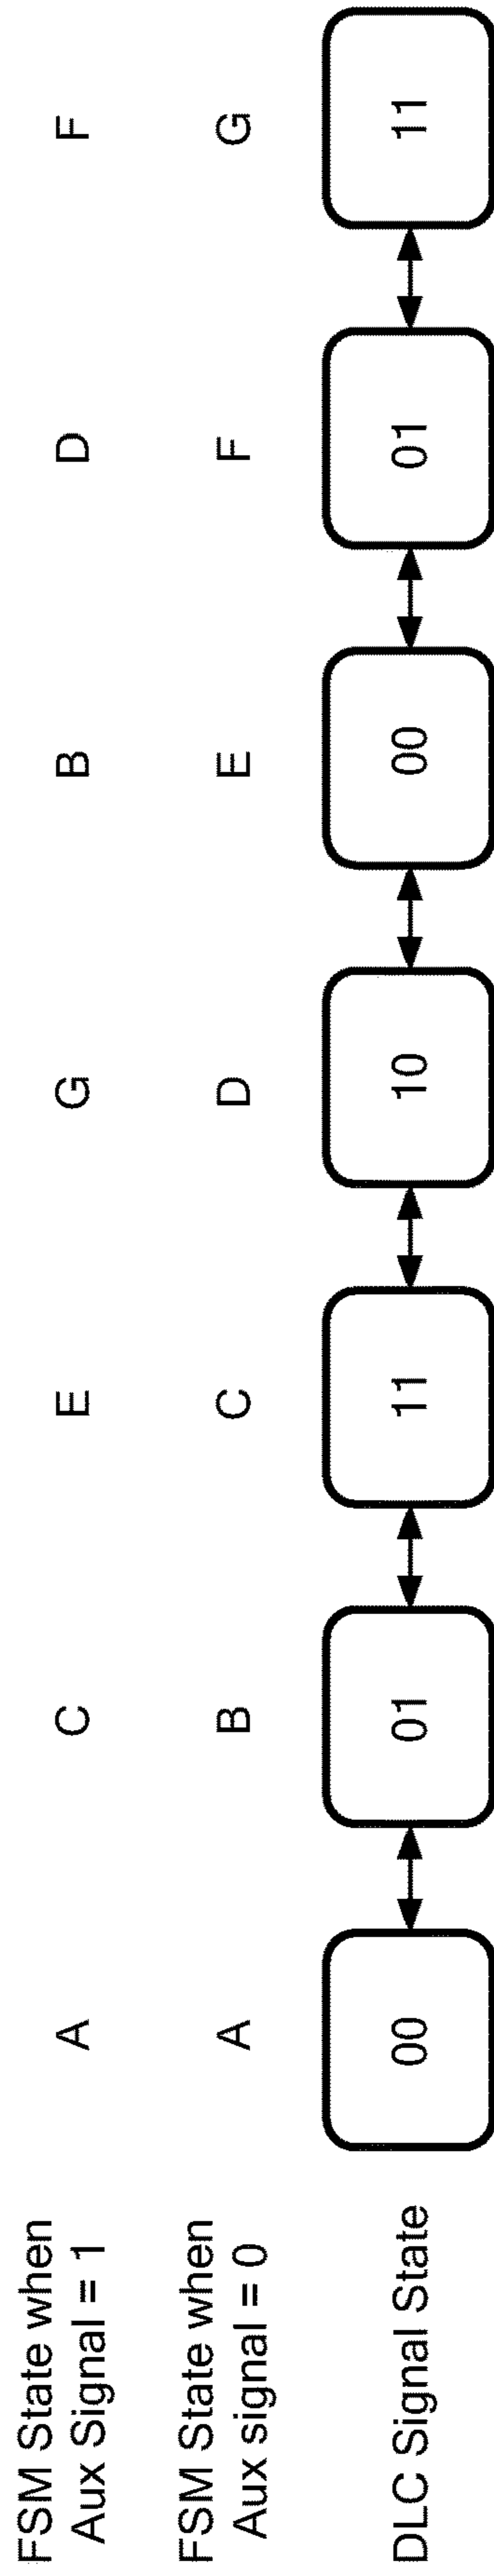 FSM State when
Aux Signal = 1
A C E G B D F
FSM State when
Aux signal = 0
A B C D E F G
DLC Signal State
00 01 11 10 00 01 11